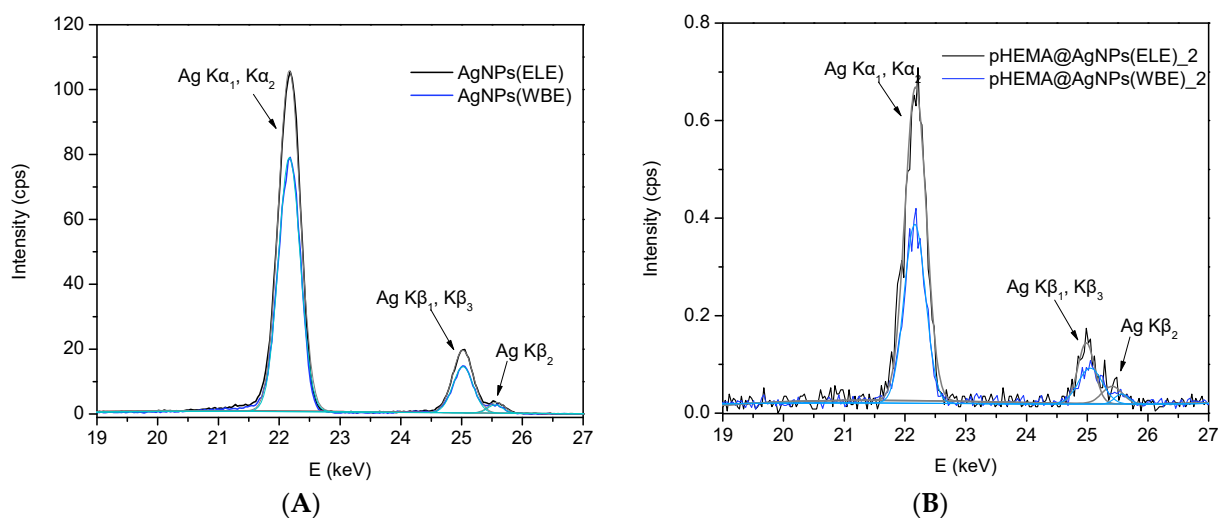 120
100
80
60
40
20
0
Intensity (cps)
Ag Kα₁, Kα₂
AgNPs(ELE)
AgNPs(WBE)
Ag Kβ₁, Kβ₃
Ag Kβ₂
19 20 21 22 23 24 25 26 27
E (keV)
(A)
0.8
0.6
0.4
0.2
0.0
Intensity (cps)
Ag Kα₁, Kα₂
pHEMA@AgNPs(ELE)_2
pHEMA@AgNPs(WBE)_2
Ag Kβ₁, Kβ₃
Ag Kβ₂
19 20 21 22 23 24 25 26 27
E (keV)
(B)